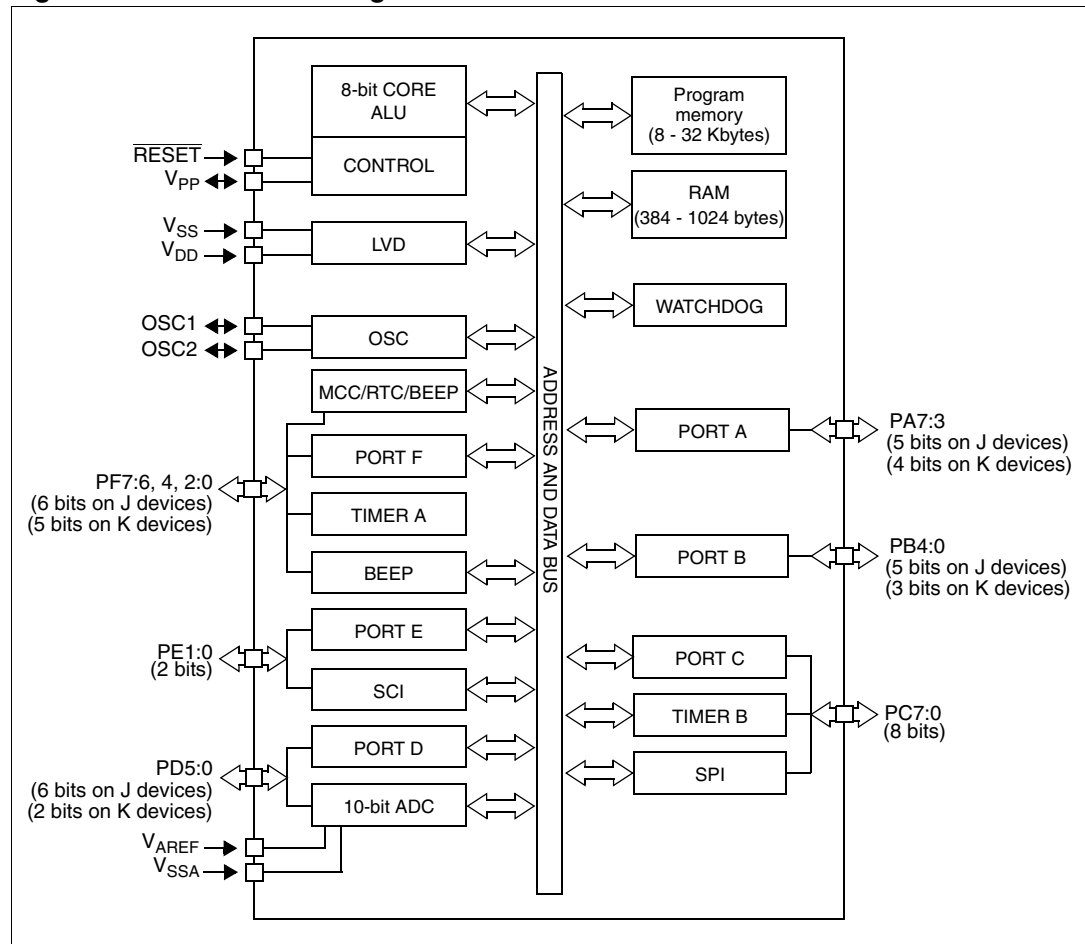 8-bit CORE
ALU
CONTROL
RESET
VPP
VSS
VDD
LVD
OSC1
OSC2
OSC
MCC/RTC/BEEP
PORT F
TIMER A
BEEP
PF7:6, 4, 2:0
(6 bits on J devices)
(5 bits on K devices)
PORT E
SCI
PE1:0
(2 bits)
PORT D
10-bit ADC
PD5:0
(6 bits on J devices)
(2 bits on K devices)
VAREF
VSSA
ADDRESS AND DATA BUS
Program
memory
(8 - 32 Kbytes)
RAM
(384 - 1024 bytes)
WATCHDOG
PORT A
PA7:3
(5 bits on J devices)
(4 bits on K devices)
PORT B
PB4:0
(5 bits on J devices)
(3 bits on K devices)
PORT C
TIMER B
SPI
PC7:0
(8 bits)